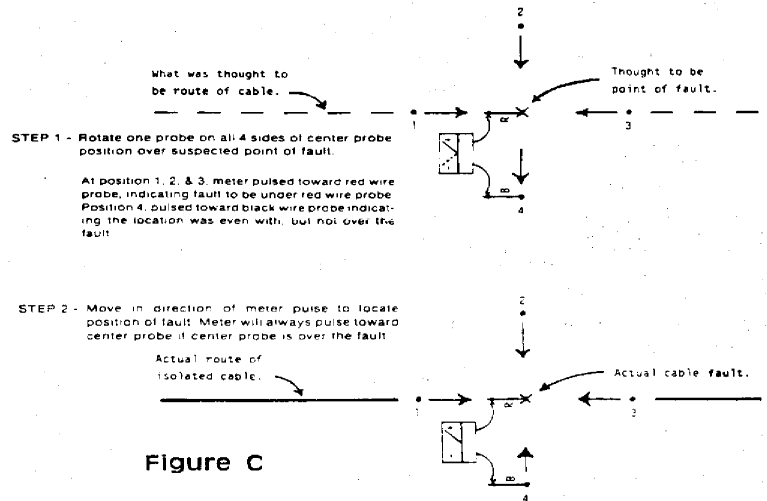 2
What was thought to
be route of cable.
Thought to be
point of fault.
1
R
3
STEP 1 - Rotate one probe on all 4 sides of center probe
position over suspected point of fault.
At position 1, 2, & 3, meter pulsed toward red wire
probe, indicating fault to be under red wire probe
Position 4, pulsed toward black wire probe indicat-
ing the location was even with, but not over the
fault
B
4
STEP 2 - Move in direction of meter pulse to locate
position of fault. Meter will always pulse toward
center probe if center probe is over the fault
2
Actual route of
isolated cable.
Actual cable fault.
1
R
3
B
4
Figure C